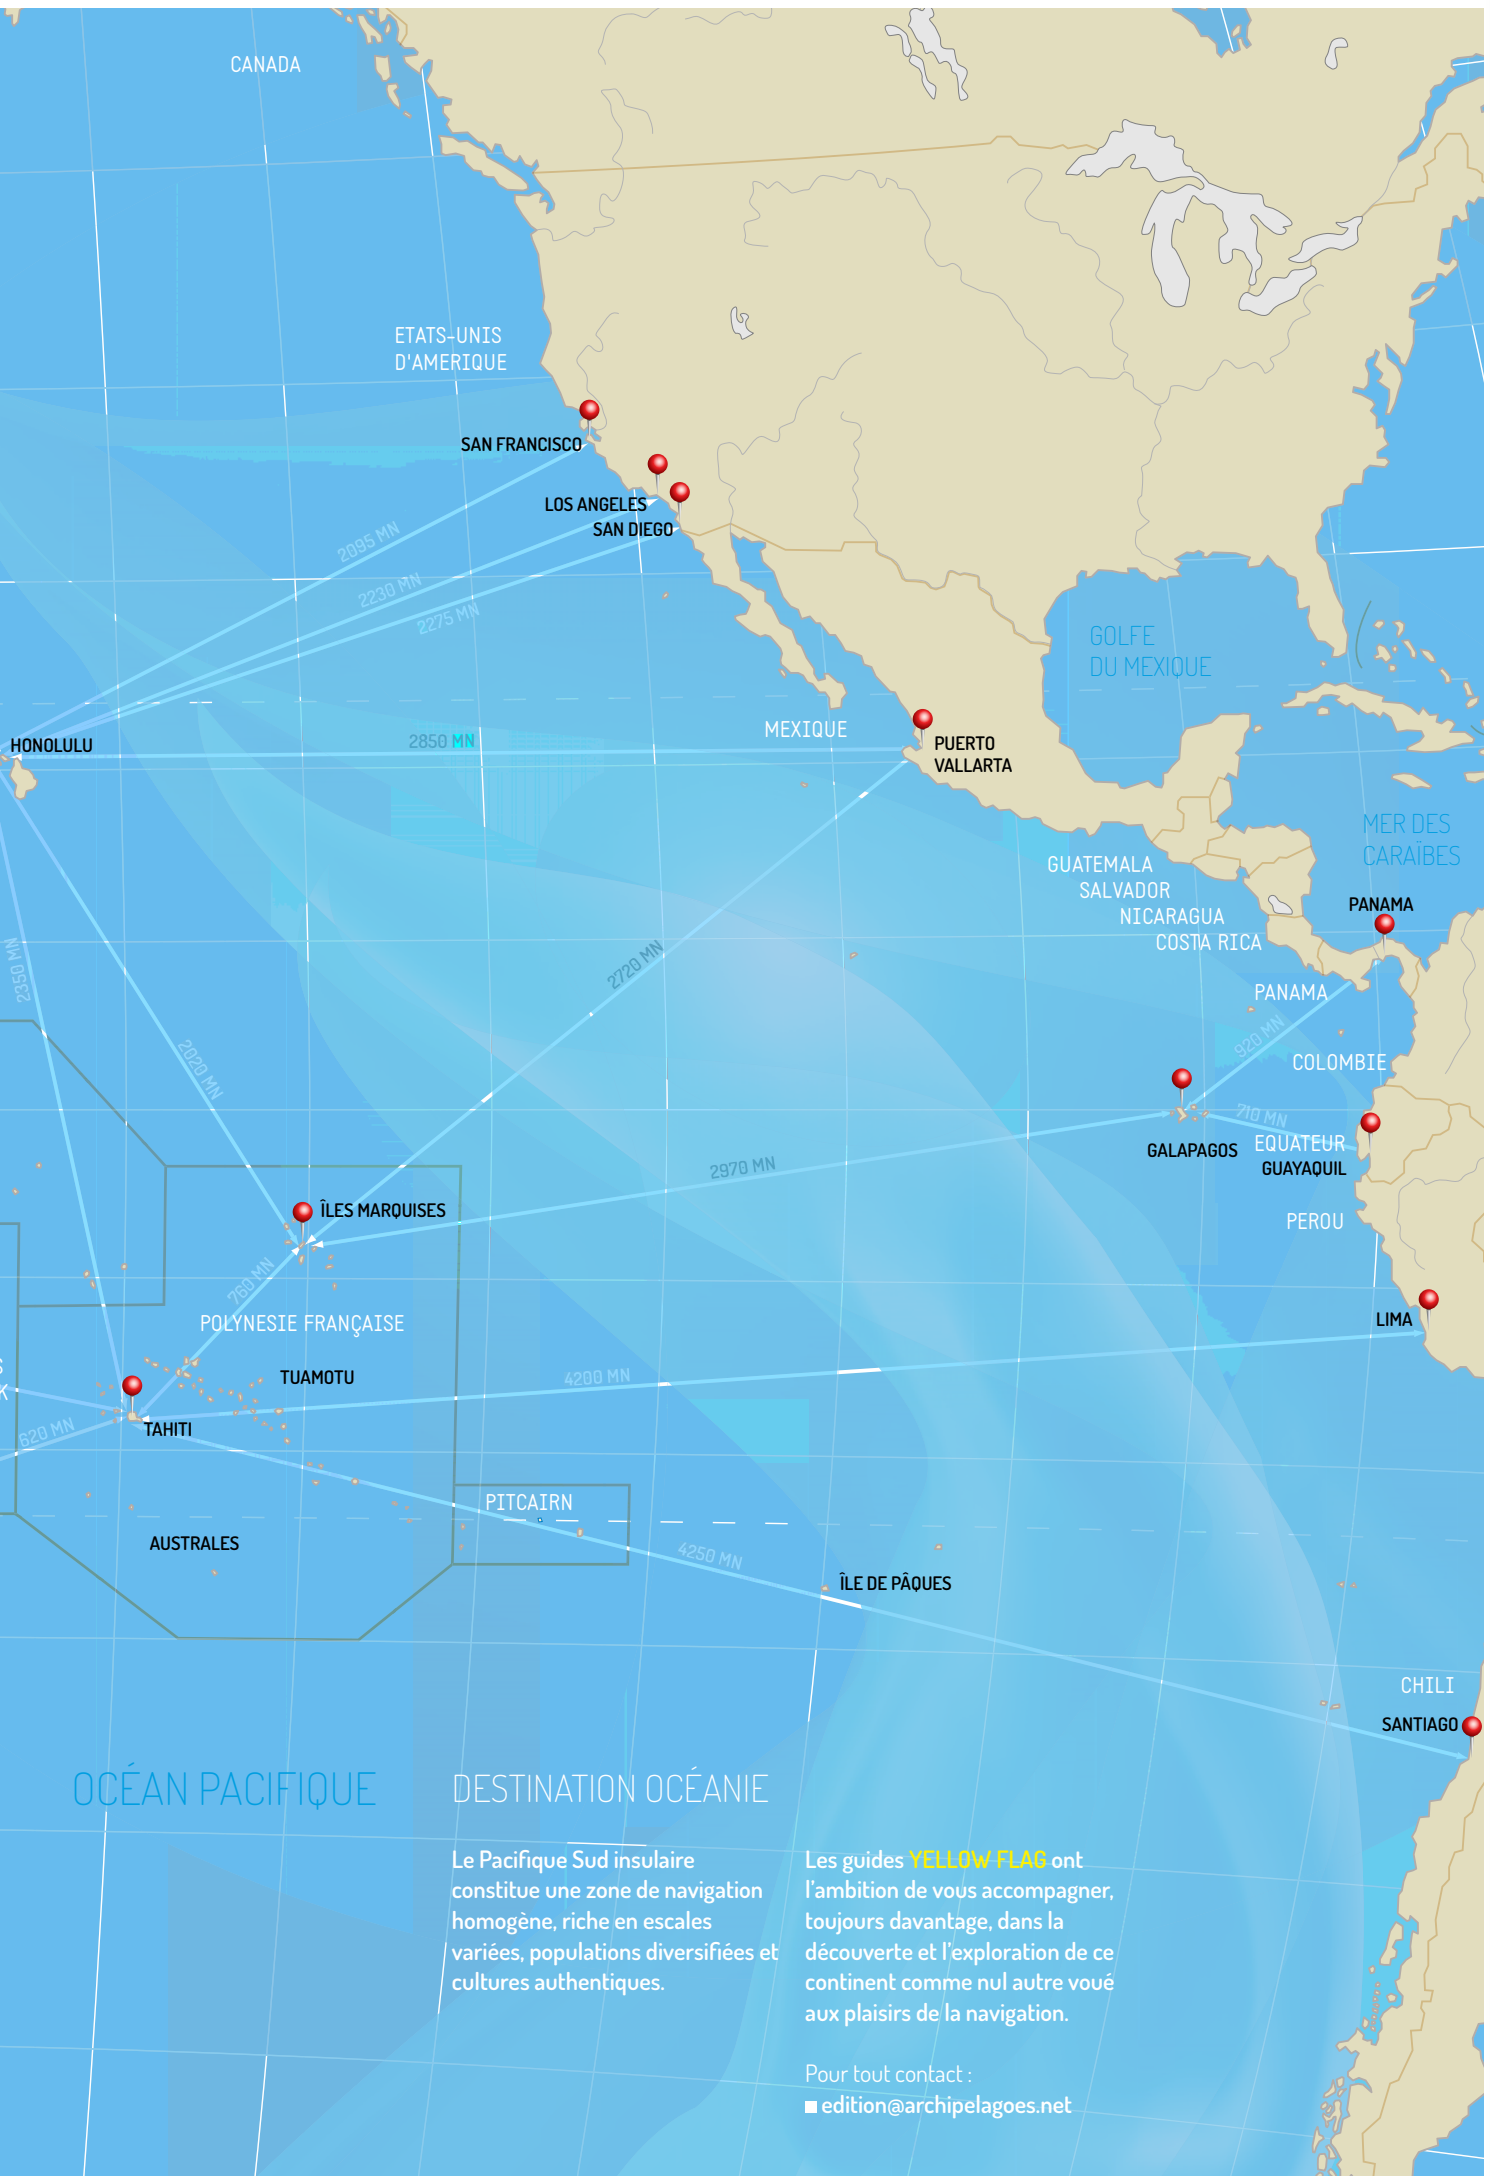 CANADA
ETATS-UNIS
D'AMERIQUE
SAN FRANCISCO
LOS ANGELES
SAN DIEGO
2095 MN
2230 MN
2275 MN
GOLFE
DU MEXIQUE
MEXIQUE
HONOLULU
2850 MN
PUERTO
VALLARTA
MER DES
CARAÏBES
GUATEMALA
SALVADOR
NICARAGUA
COSTA RICA
PANAMA
2350 MN
2720 MN
PANAMA
920 MN
2020 MN
COLOMBIE
710 MN
GALAPAGOS
EQUATEUR
GUAYAQUIL
2970 MN
ÎLES MARQUISES
PEROU
760 MN
POLYNESIE FRANÇAISE
LIMA
S
K
TUAMOTU
4200 MN
TAHITI
620 MN
PITCAIRN
AUSTRALES
4250 MN
ÎLE DE PÂQUES
CHILI
SANTIAGO
OCÉAN PACIFIQUE
DESTINATION OCÉANIE
Le Pacifique Sud insulaire
constitue une zone de navigation
homogène, riche en escales
variées, populations diversifiées et
cultures authentiques.
Les guides YELLOW FLAG ont
l'ambition de vous accompagner,
toujours davantage, dans la
découverte et l'exploration de ce
continent comme nul autre voué
aux plaisirs de la navigation.
Pour tout contact :
edition@archipelagoes.net